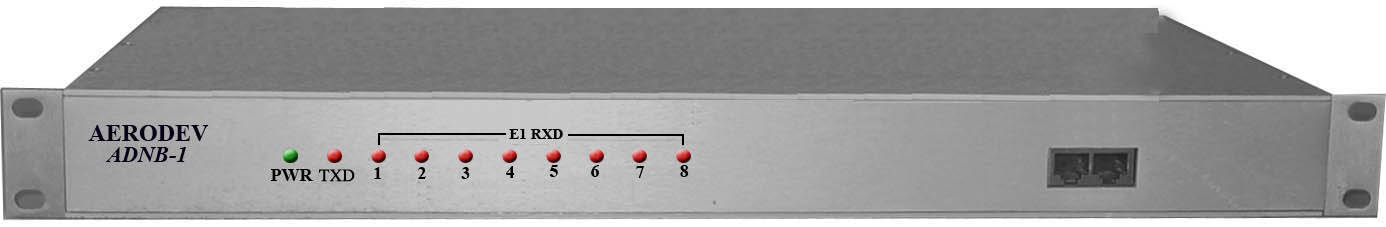 AERODEV
ADNB-1
E1 RXD
PWR TXD 1 2 3 4 5 6 7 8